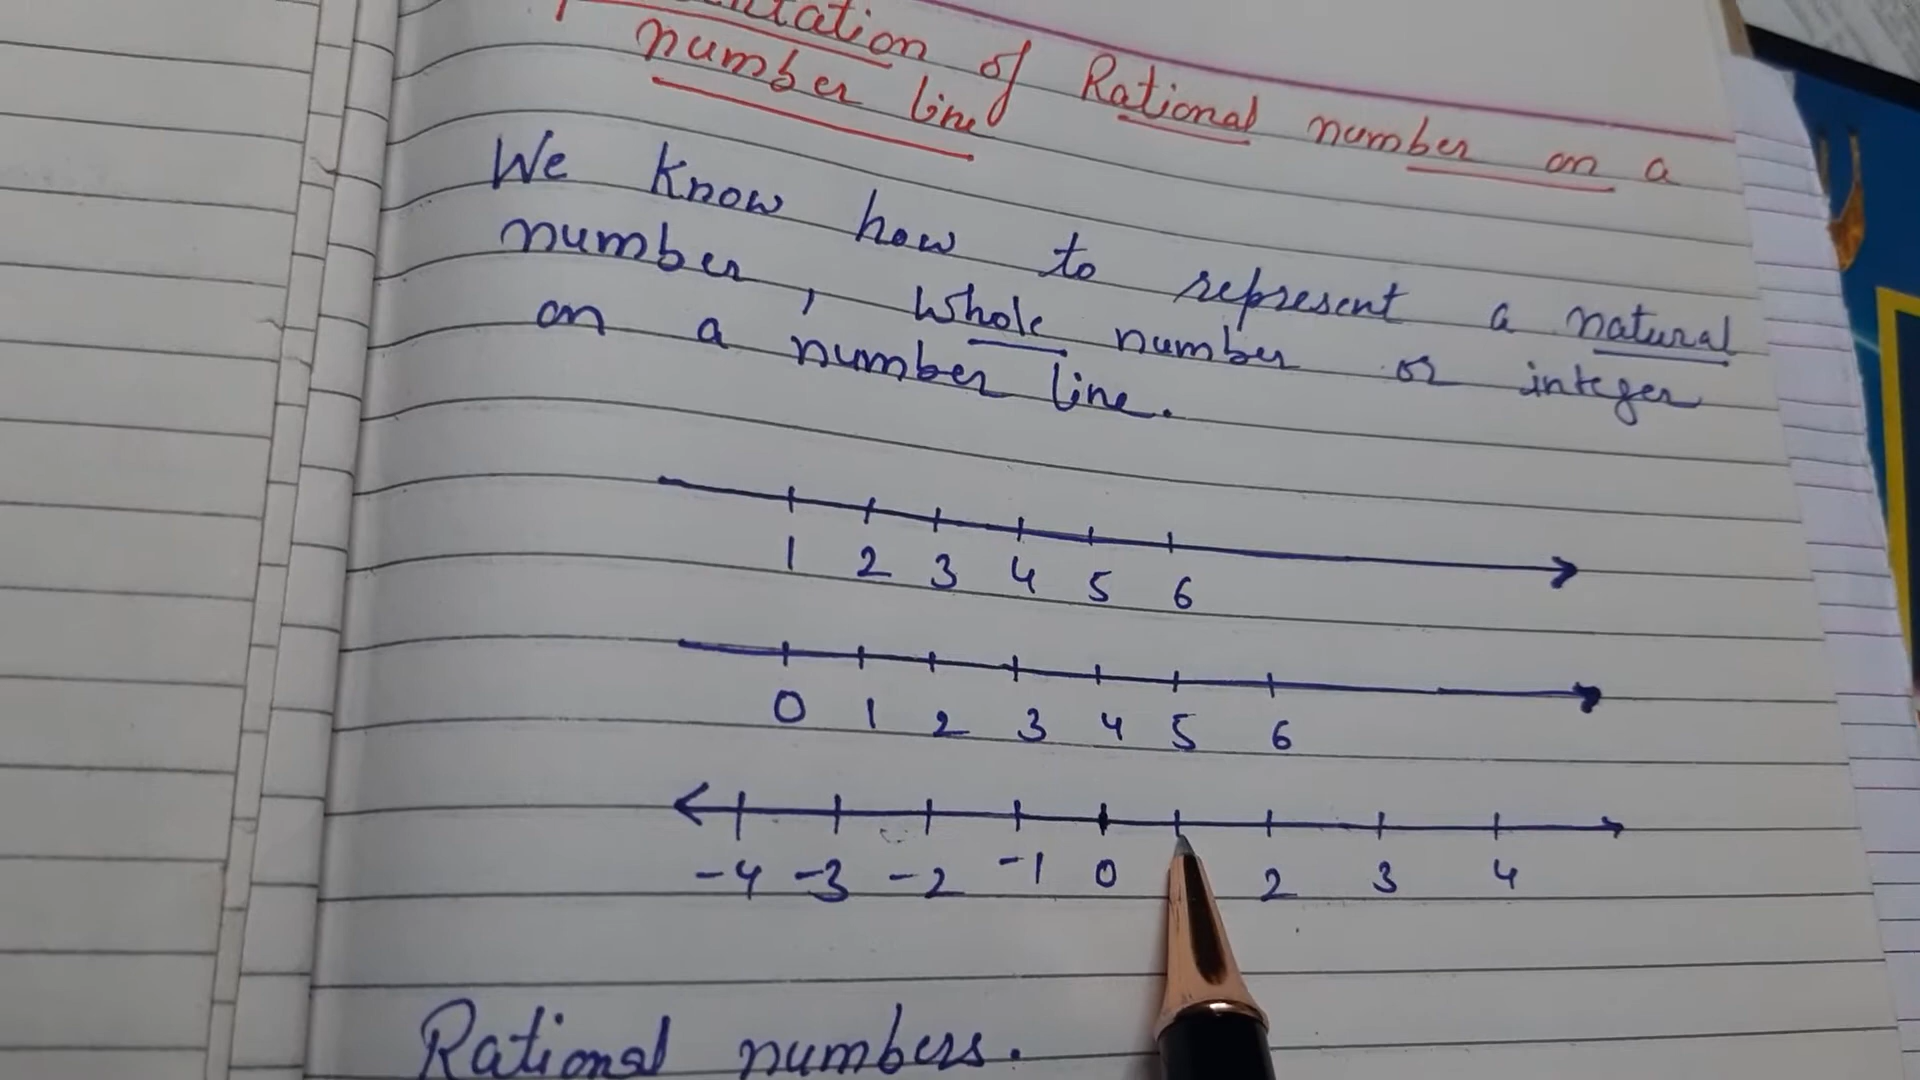 of Rational number on a
number line
We know how to represent a natural
number, whole number or integer
on a number line.
1 2 3 4 5 6
0 1 2 3 4 5 6
-4 -3 -2 -1 0 2 3 4
Rational numbers.